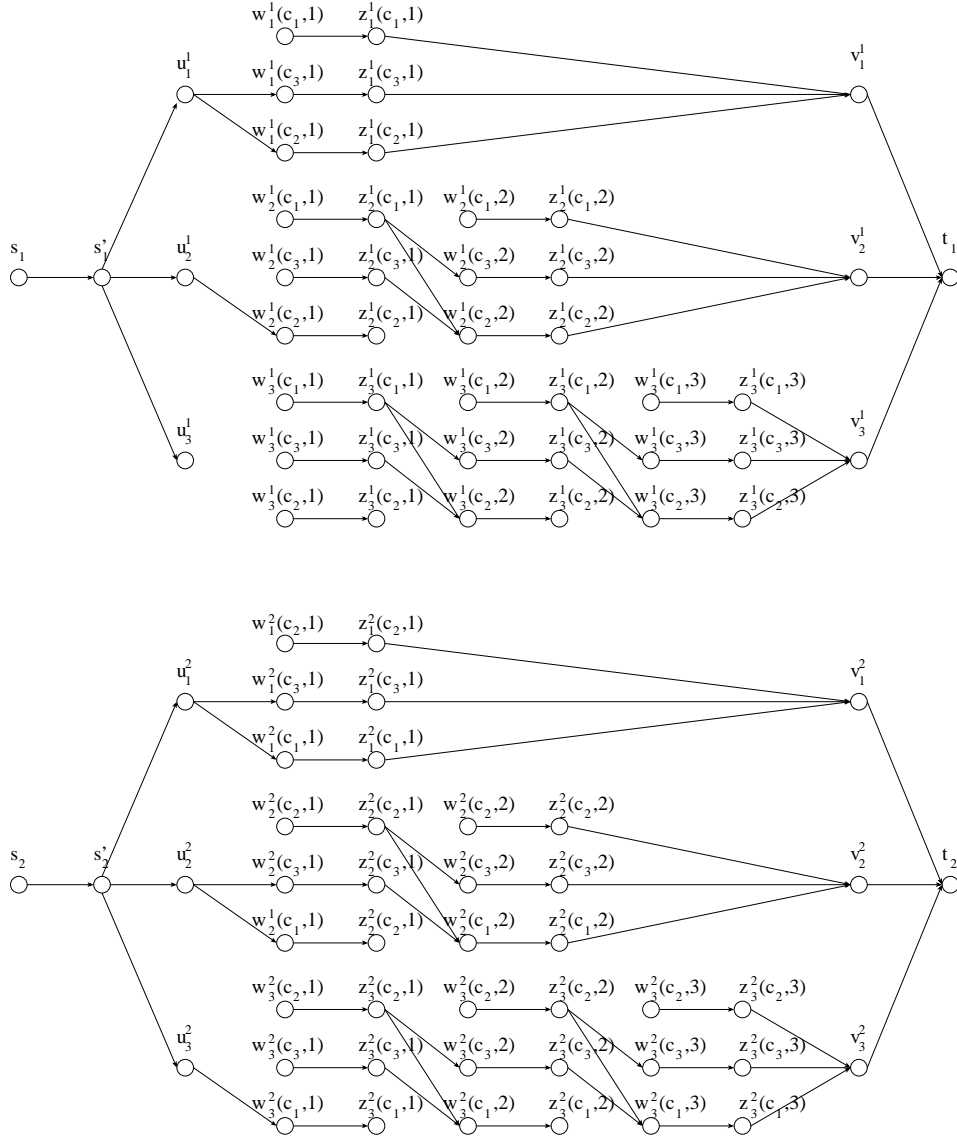 w_1^1(c_1,1) z_1^1(c_1,1)
u_1^1 w_1^1(c_3,1) z_1^1(c_3,1) v_1^1
w_1^1(c_2,1) z_1^1(c_2,1)
w_2^1(c_1,1) z_2^1(c_1,1) w_2^1(c_1,2) z_2^1(c_1,2)
s_1 s'_1 u_2^1 w_2^1(c_3,1) z_2^1(c_3,1) w_2^1(c_3,2) z_2^1(c_3,2) v_2^1 t_1
w_2^1(c_2,1) z_2^1(c_2,1) w_2^1(c_2,2) z_2^1(c_2,2)
w_3^1(c_1,1) z_3^1(c_1,1) w_3^1(c_1,2) z_3^1(c_1,2) w_3^1(c_1,3) z_3^1(c_1,3)
u_3^1 w_3^1(c_3,1) z_3^1(c_3,1) w_3^1(c_3,2) z_3^1(c_3,2) w_3^1(c_3,3) z_3^1(c_3,3) v_3^1
w_3^1(c_2,1) z_3^1(c_2,1) w_3^1(c_2,2) z_3^1(c_2,2) w_3^1(c_2,3) z_3^1(c_2,3)
w_1^2(c_2,1) z_1^2(c_2,1)
u_1^2 w_1^2(c_3,1) z_1^2(c_3,1) v_1^2
w_1^2(c_1,1) z_1^2(c_1,1)
w_2^2(c_2,1) z_2^2(c_2,1) w_2^2(c_2,2) z_2^2(c_2,2)
s_2 s'_2 u_2^2 w_2^2(c_3,1) z_2^2(c_3,1) w_2^2(c_3,2) z_2^2(c_3,2) v_2^2 t_2
w_2^1(c_1,1) z_2^2(c_2,1) w_2^2(c_1,2) z_2^2(c_1,2)
w_3^2(c_2,1) z_3^2(c_2,1) w_3^2(c_2,2) z_3^2(c_2,2) w_3^2(c_2,3) z_3^2(c_2,3)
u_3^2 w_3^2(c_3,1) z_3^2(c_3,1) w_3^2(c_3,2) z_3^2(c_3,2) w_3^2(c_3,3) z_3^2(c_3,3) v_3^2
w_3^2(c_1,1) z_3^2(c_1,1) w_3^2(c_1,2) z_3^2(c_1,2) w_3^2(c_1,3) z_3^2(c_1,3)